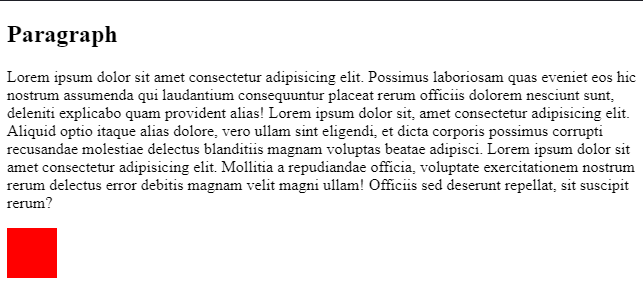 Paragraph
Lorem ipsum dolor sit amet consectetur adipisicing elit. Possimus laboriosam quas eveniet eos hic
nostrum assumenda qui laudantium consequuntur placeat rerum officiis dolorem nesciunt sunt,
deleniti explicabo quam provident alias! Lorem ipsum dolor sit, amet consectetur adipisicing elit.
Aliquid optio itaque alias dolore, vero ullam sint eligendi, et dicta corporis possimus corrupti
recusandae molestiae delectus blanditiis magnam voluptas beatae adipisci. Lorem ipsum dolor sit
amet consectetur adipisicing elit. Mollitia a repudiandae officia, voluptate exercitationem nostrum
rerum delectus error debitis magnam velit magni ullam! Officiis sed deserunt repellat, sit suscipit
rerum?